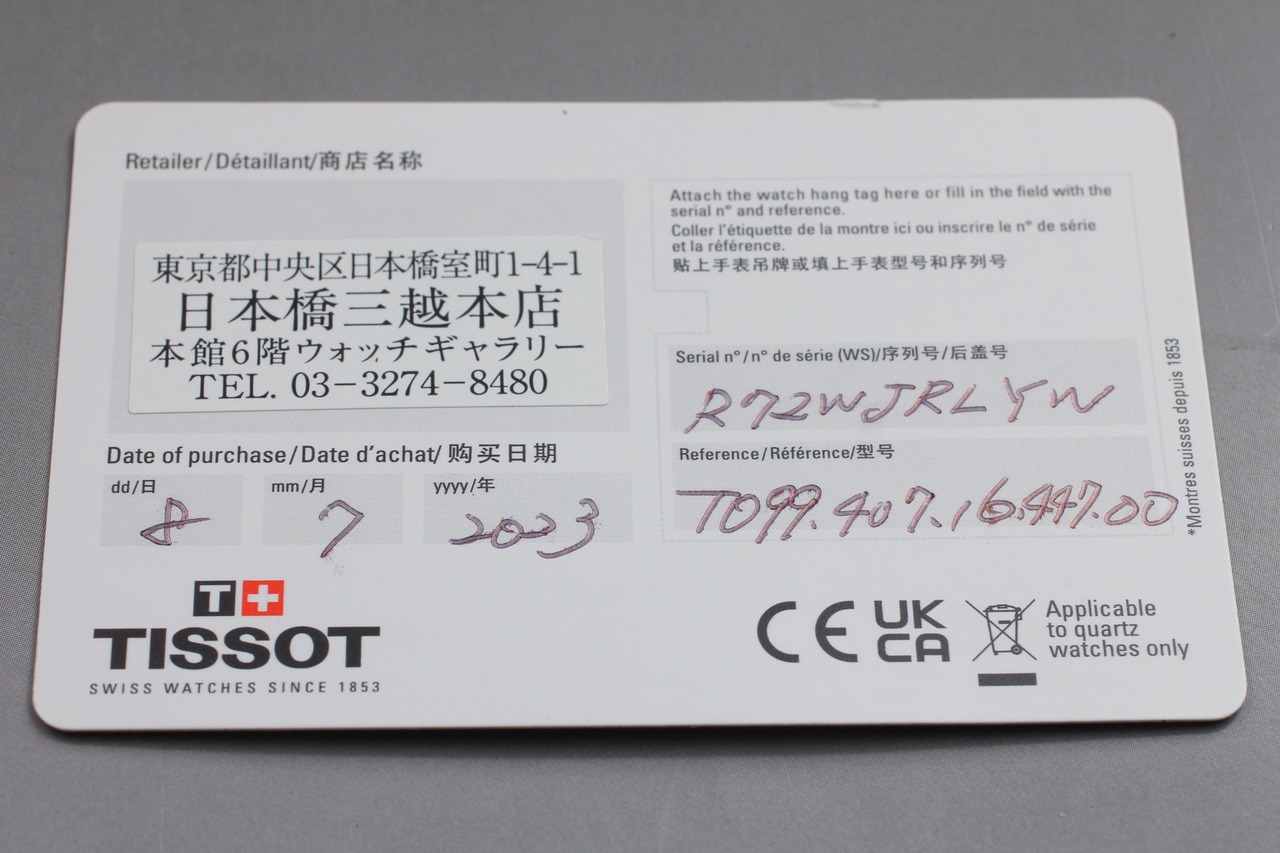 Retailer/Détaillant/商店名称
東京都中央区日本橋室町1-4-1
日本橋三越本店
本館6階ウォッチギャラリー
TEL. 03-3274-8480
Date of purchase/Date d'achat/购买日期
dd/日 mm/月 yyyy/年
8 7 2023
T+
TISSOT
SWISS WATCHES SINCE 1853
Attach the watch hang tag here or fill in the field with the
serial n° and reference.
Coller l'étiquette de la montre ici ou inscrire le n° de série
et la référence.
贴上手表吊牌或填上手表型号和序列号
Serial n°/n° de série (WS)/序列号/后盖号
R72WJRLYW
Reference/Référence/型号
T099.407.16.447.00
*Montres suisses depuis 1853
CE UK
CA
Applicable
to quartz
watches only